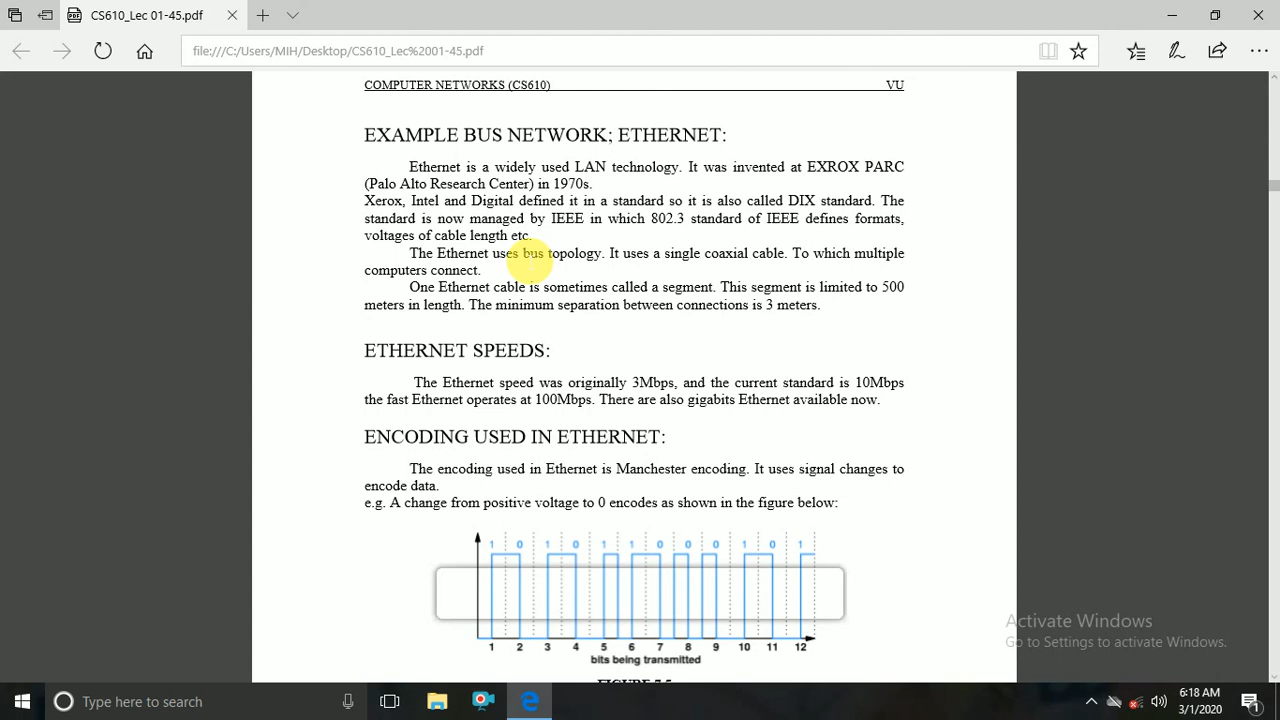 CS610_Lec 01-45.pdf
file:///C:/Users/MIH/Desktop/CS610_Lec%2001-45.pdf
COMPUTER NETWORKS (CS610) VU
EXAMPLE BUS NETWORK; ETHERNET:
Ethernet is a widely used LAN technology. It was invented at EXROX PARC
(Palo Alto Research Center) in 1970s.
Xerox, Intel and Digital defined it in a standard so it is also called DIX standard. The
standard is now managed by IEEE in which 802.3 standard of IEEE defines formats,
voltages of cable length etc.
The Ethernet uses bus topology. It uses a single coaxial cable. To which multiple
computers connect.
One Ethernet cable is sometimes called a segment. This segment is limited to 500
meters in length. The minimum separation between connections is 3 meters.
ETHERNET SPEEDS:
The Ethernet speed was originally 3Mbps, and the current standard is 10Mbps
the fast Ethernet operates at 100Mbps. There are also gigabits Ethernet available now.
ENCODING USED IN ETHERNET:
The encoding used in Ethernet is Manchester encoding. It uses signal changes to
encode data.
e.g. A change from positive voltage to 0 encodes as shown in the figure below:
1 0 1 0 1 1 0 0 0 1 0 1
1 2 3 4 5 6 7 8 9 10 11 12
bits being transmitted
Activate Windows
Go to Settings to activate Windows.
Type here to search
6:18 AM
3/1/2020